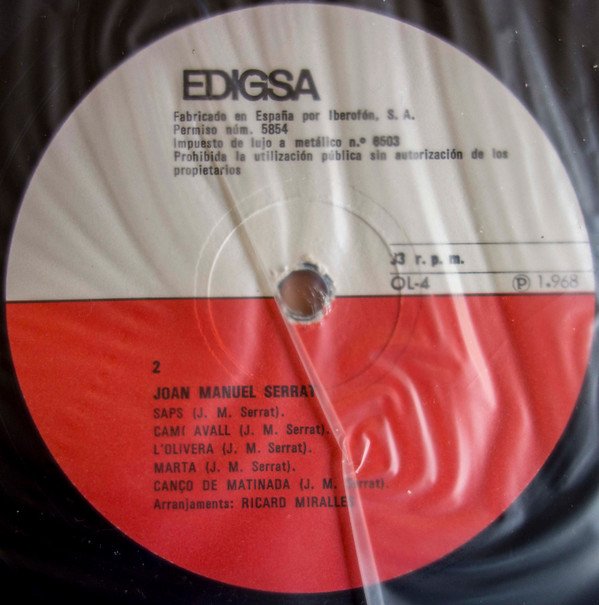 EDIGSA
Fabricado en España por Iberofón, S. A.
Permiso núm. 5854
Impuesto de lujo a metálico n.º 6503
Prohibida la utilización pública sin autorización de los
propietarios
33 r. p. m.
OL-4 Ⓟ 1.968
2
JOAN MANUEL SERRAT
SAPS (J. M. Serrat).
CAMI AVALL (J. M. Serrat).
L'OLIVERA (J. M. Serrat).
MARTA (J. M. Serrat).
CANÇO DE MATINADA (J. M. Serrat).
Arranjaments: RICARD MIRALLES